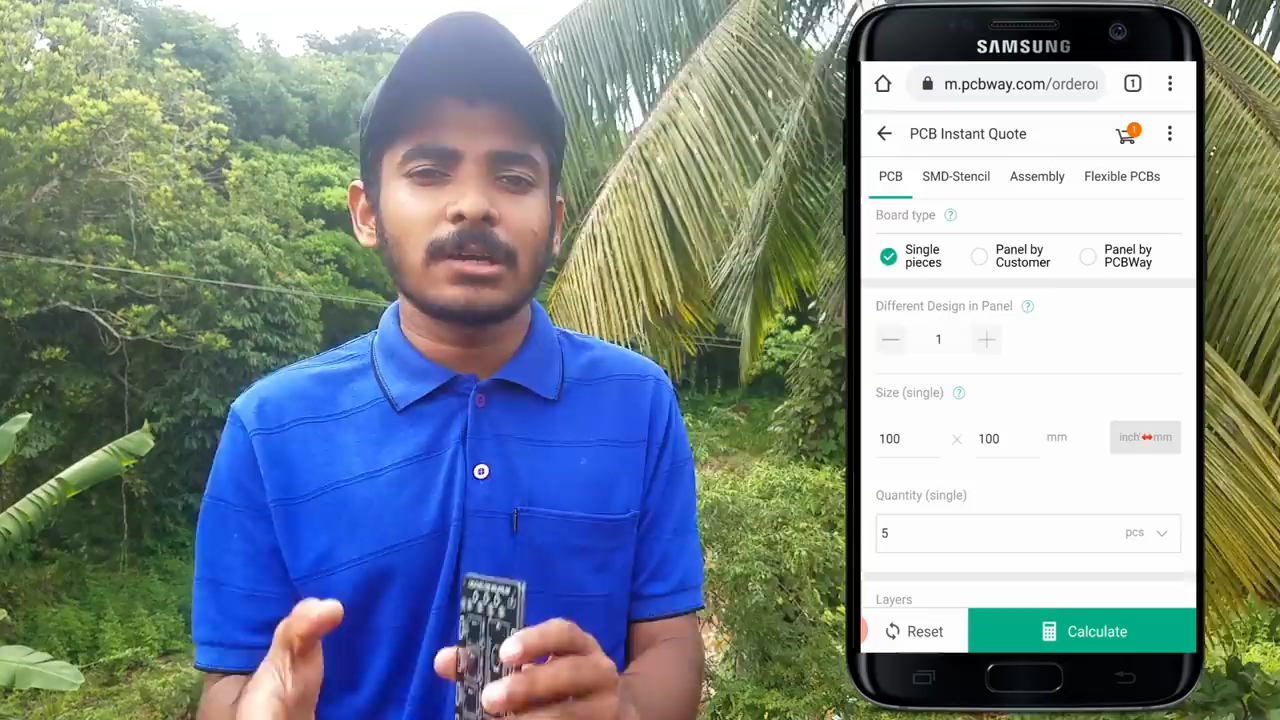 SAMSUNG
m.pcbway.com/orderor
1
PCB Instant Quote
1
PCB SMD-Stencil Assembly Flexible PCBs
Board type ?
Single
pieces
Panel by
Customer
Panel by
PCBWay
Different Design in Panel ?
1
Size (single) ?
100 × 100 mm inch↔mm
Quantity (single)
5 pcs
Layers
Reset Calculate